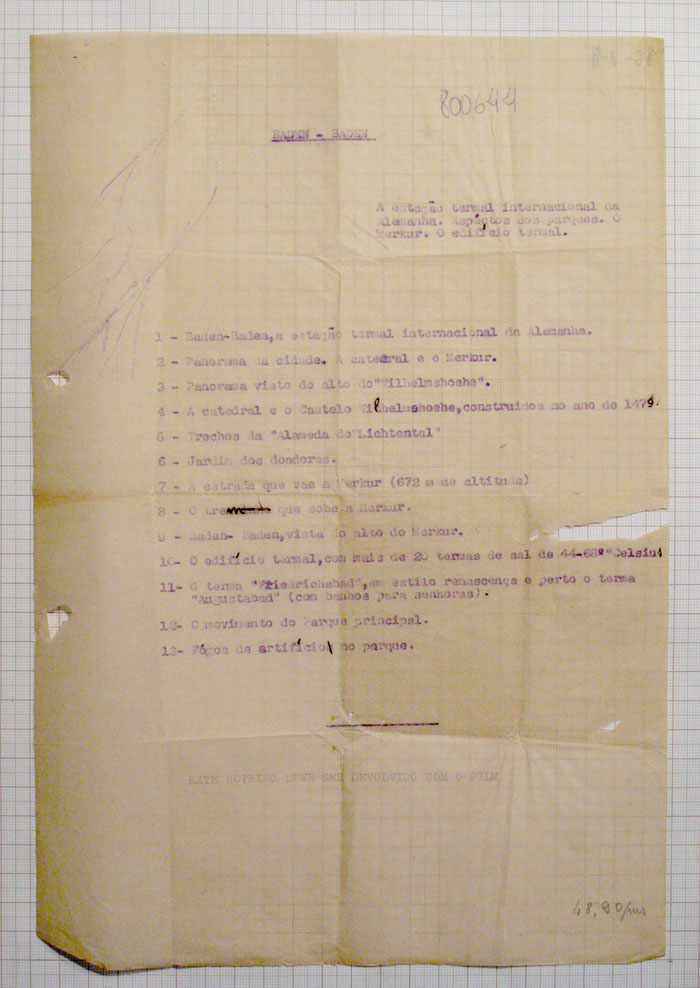 800644
BADEN - BADEN
A estação termal internacional da
Alemanha. Aspéctos dos parques. O
Merkur. O edifício termal.
1 - Baden-Baden,a estação termal internacional da Alemanha.
2 - Panorama da cidade. A catedral e o Merkur.
3 - Panorama visto do alto do"Wilhelmshoehe".
4 - A catedral e o Castelo Wilhelmshoehe,construidos no ano de 1479.
5 - Trechos da "Alameda de"Lichtental"
6 - Jardim dos doadores.
7 - A estrada que vae a Merkur (672 m de altitude)
8 - O trem que sobe a Merkur.
9 - Baden- Baden,vista do alto do Merkur.
10- O edifício termal,com mais de 20 termas de sal de 44-68º "Celsius
11- O terma "Friedrichsbad",em estilo renascença e perto o terma
"Augustabad" (com banhos para senhoras).
12- O movimento do Parque principal.
13- Fógos de artifício no parque.
ESTE ROTEIRO DEVE SER DEVOLVIDO COM O FILM